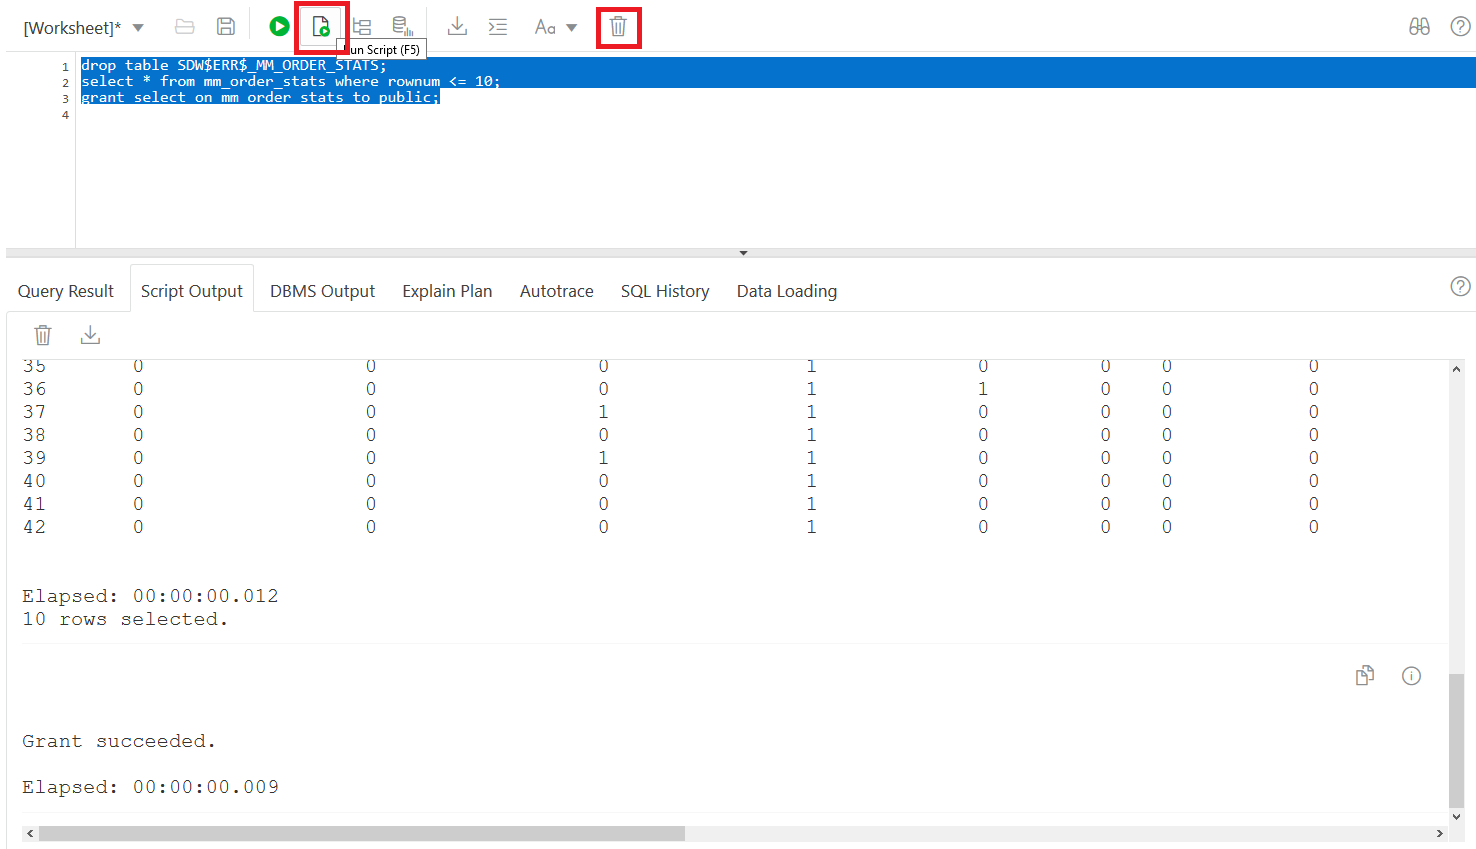 [Worksheet]*
Aa
Run Script (F5)
1 drop table SDW$ERR$_MM_ORDER_STATS;
2 select * from mm_order_stats where rownum <= 10;
3 grant select on mm_order_stats to public;
4
Query Result Script Output DBMS Output Explain Plan Autotrace SQL History Data Loading
35 0 0 0 1 0 0 0 0
36 0 0 0 1 1 0 0 0
37 0 0 1 1 0 0 0 0
38 0 0 0 1 0 0 0 0
39 0 0 1 1 0 0 0 0
40 0 0 0 1 0 0 0 0
41 0 0 0 1 0 0 0 0
42 0 0 0 1 0 0 0 0
Elapsed: 00:00:00.012
10 rows selected.
Grant succeeded.
Elapsed: 00:00:00.009